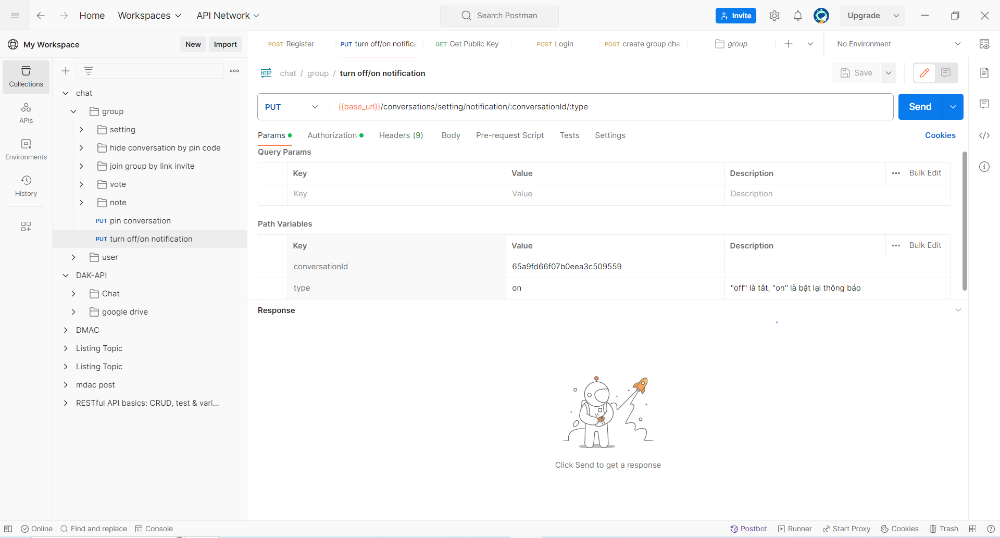 Home Workspaces API Network Search Postman Invite Upgrade
My Workspace New Import
POST Register PUT turn off/on notifica GET Get Public Key POST Login POST create group cha group No Environment
Collections
APIs
Environments
History
chat
group
setting
hide conversation by pin code
join group by link invite
vote
note
PUT pin conversation
PUT turn off/on notification
user
DAK-API
Chat
google drive
DMAC
Listing Topic
Listing Topic
mdac post
RESTful API basics: CRUD, test & vari...
HTTP chat / group / turn off/on notification Save
PUT {{base_url}}/conversations/setting/notification/:conversationId/:type Send
Params Authorization Headers (9) Body Pre-request Script Tests Settings Cookies
Query Params
Key Value Description Bulk Edit
Key Value Description
Path Variables
Key Value Description Bulk Edit
conversationId 65a9fd66f07b0eea3c509559
type on "off" là tắt, "on" là bật lại thông báo
Response
Click Send to get a response
Online Find and replace Console Postbot Runner Start Proxy Cookies Trash